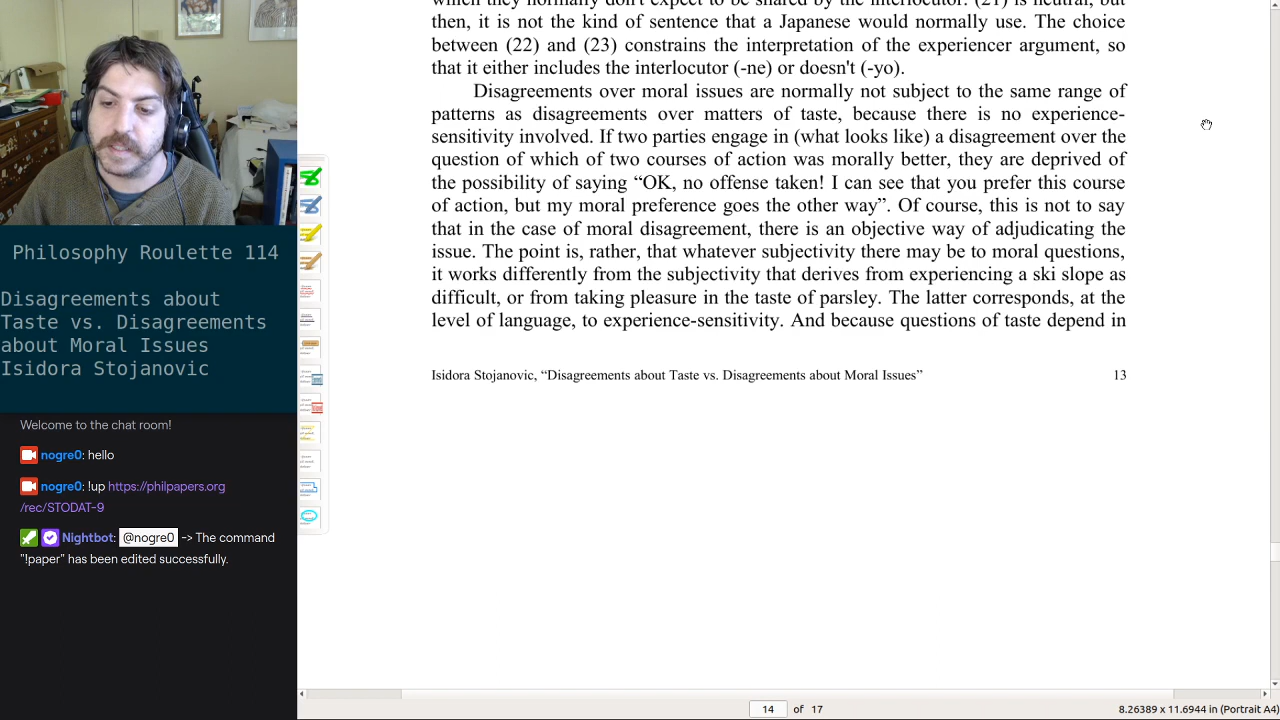 which they normally don't expect to be shared by the interlocutor. (21) is neutral, but
then, it is not the kind of sentence that a Japanese would normally use. The choice
between (22) and (23) constrains the interpretation of the experiencer argument, so
that it either includes the interlocutor (-ne) or doesn't (-yo).
Disagreements over moral issues are normally not subject to the same range of
patterns as disagreements over matters of taste, because there is no experience-
sensitivity involved. If two parties engage in (what looks like) a disagreement over the
question of which of two courses of action was morally better, they are deprived of
the possibility of saying “Ok, no offense taken, I can see that you prefer this course
of action, but my moral preference goes the other way”. Of course, this is not to say
that in the case of moral disagreement, there is an objective way of adjudicating the
issue. The point is, rather, that whatever subjectivity there may be to moral questions,
it works differently from the subjectivity that derives from experiencing a ski slope as
difficult, or from taking pleasure in the taste of parsley. The latter corresponds, at the
level of language, to experience-sensitivity. And because questions of taste depend on
Isidora Stojanovic, “Disagreements about Taste vs. Disagreements about Moral Issues”
13
Philosophy Roulette 114
Disagreements about
Taste vs. Disagreements
about Moral Issues
Isidora Stojanovic
Welcome to the chat room!
nogre0: hello
nogre0: !up https://philpapers.org
/rec/STODAT-9
Nightbot: @nogre0 -> The command
"!paper" has been edited successfully.
14 of 17
8.26389 x 11.6944 in (Portrait A4)